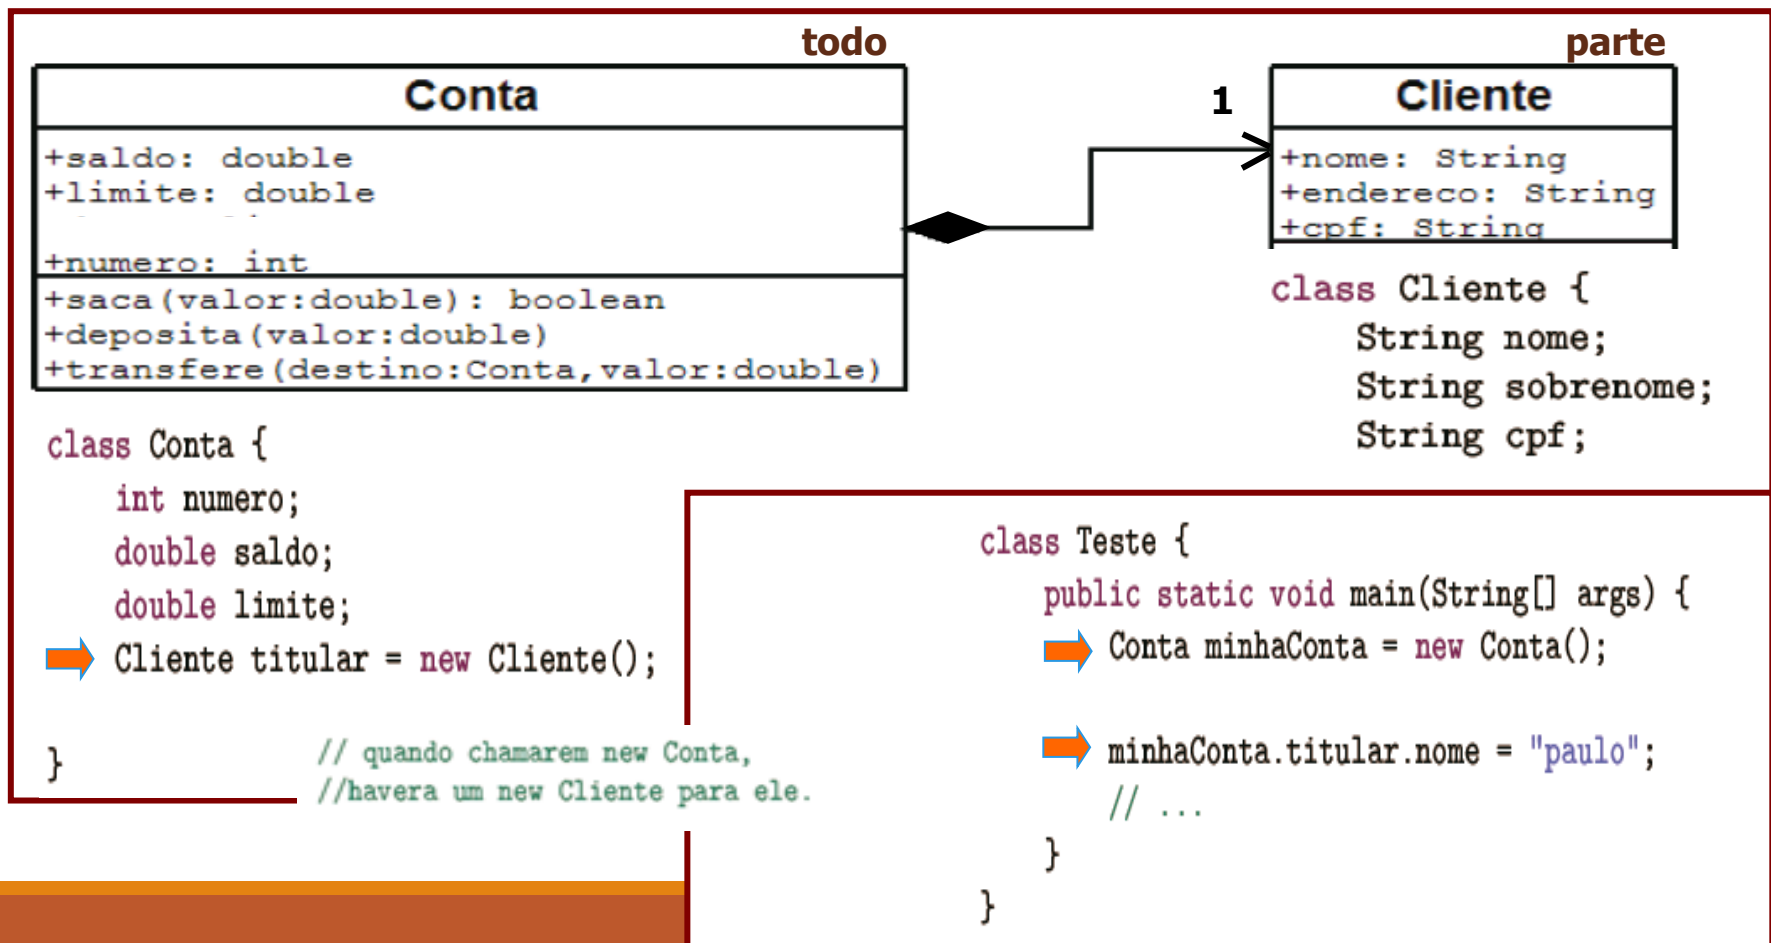 todo
Conta
+saldo: double
+limite: double
+numero: int
+saca(valor:double): boolean
+deposita(valor:double)
+transfere(destino:Conta,valor:double)
1
parte
Cliente
+nome: String
+endereco: String
+cpf: String
class Cliente {
String nome;
String sobrenome;
String cpf;
class Conta {
int numero;
double saldo;
double limite;
Cliente titular = new Cliente();
}
// quando chamarem new Conta,
//havera um new Cliente para ele.
class Teste {
public static void main(String[] args) {
Conta minhaConta = new Conta();
minhaConta.titular.nome = "paulo";
// ...
}
}